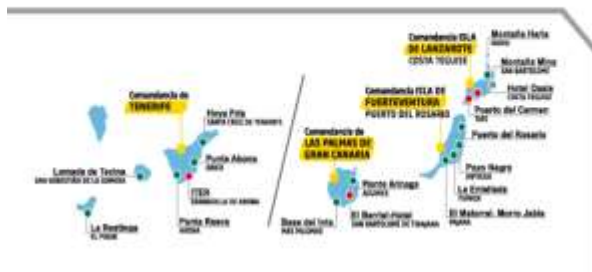 Comandancia de
TENERIFE
Hoya Fría
SANTA CRUZ DE TENERIFE
Punta Abona
ARICO
ITER
GRANADILLA DE ABONA
Punta Rasca
ARONA
Lomada de Tecina
SAN SEBASTIÁN DE LA GOMERA
La Restinga
EL PINAR
Comandancia ISLA
DE LANZAROTE
COSTA TEGUISE
Montaña Haría
HARÍA
Montaña Mina
SAN BARTOLOMÉ
Hotel Oasis
COSTA TEGUISE
Puerto del Carmen
TÍAS
Comandancia ISLA DE
FUERTEVENTURA
PUERTO DEL ROSARIO
Puerto del Rosario
Pozo Negro
ANTIGUA
La Entallada
TUINEJE
El Matorral. Morro Jable
PÁJARA
Comandancia de
LAS PALMAS DE
GRAN CANARIA
Monte Arinaga
AGÜIMES
El Barrial-Hotel
SAN BARTOLOMÉ DE TIRAJANA
Base del Inta
MAS PALOMAS